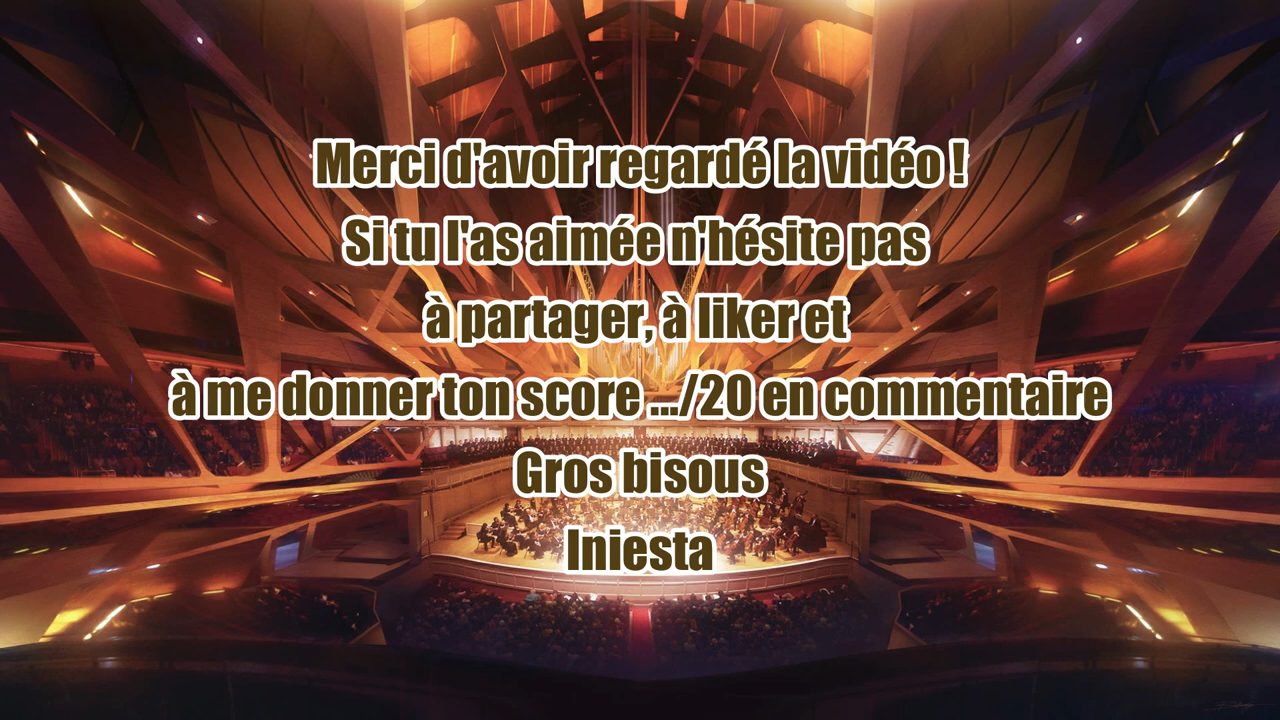 Merci d'avoir regardé la vidéo !
Si tu l'as aimée n'hésite pas
à partager, à liker et
à me donner ton score .../20 en commentaire
Gros bisous
Iniesta